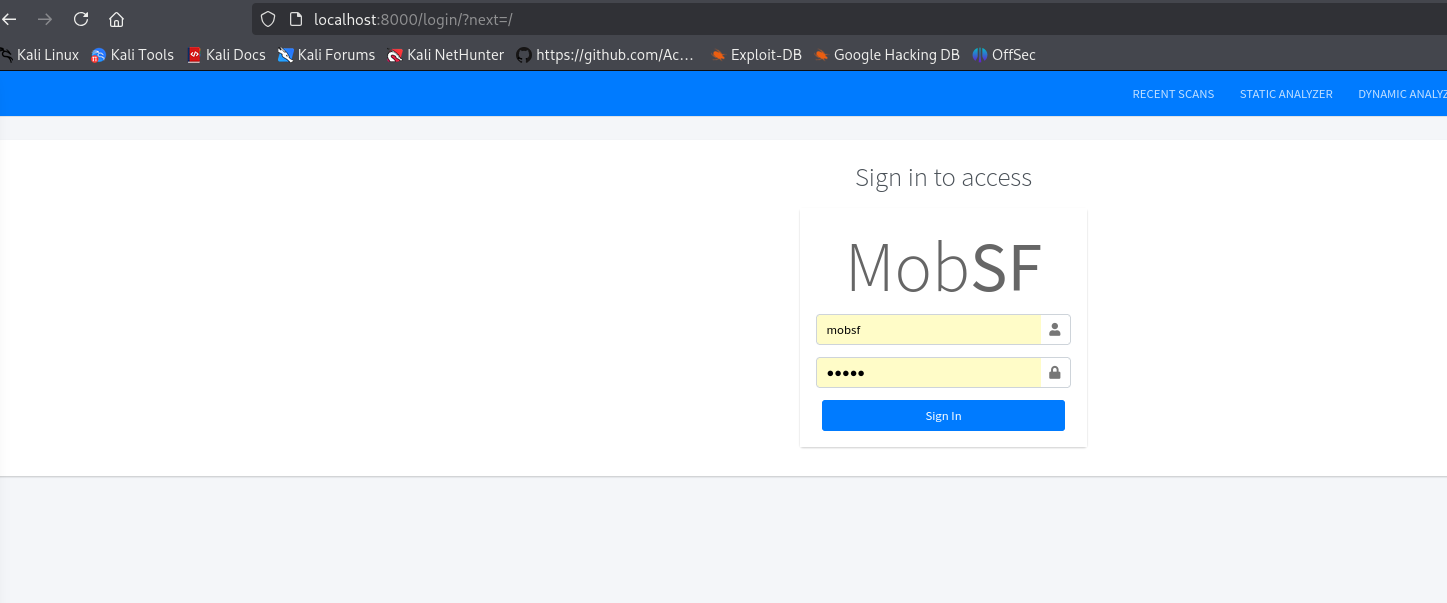 localhost:8000/login/?next=/
Kali Linux Kali Tools Kali Docs Kali Forums Kali NetHunter https://github.com/Ac... Exploit-DB Google Hacking DB OffSec
RECENT SCANS STATIC ANALYZER DYNAMIC ANALYZ
Sign in to access
MobSF
mobsf
•••••
Sign In